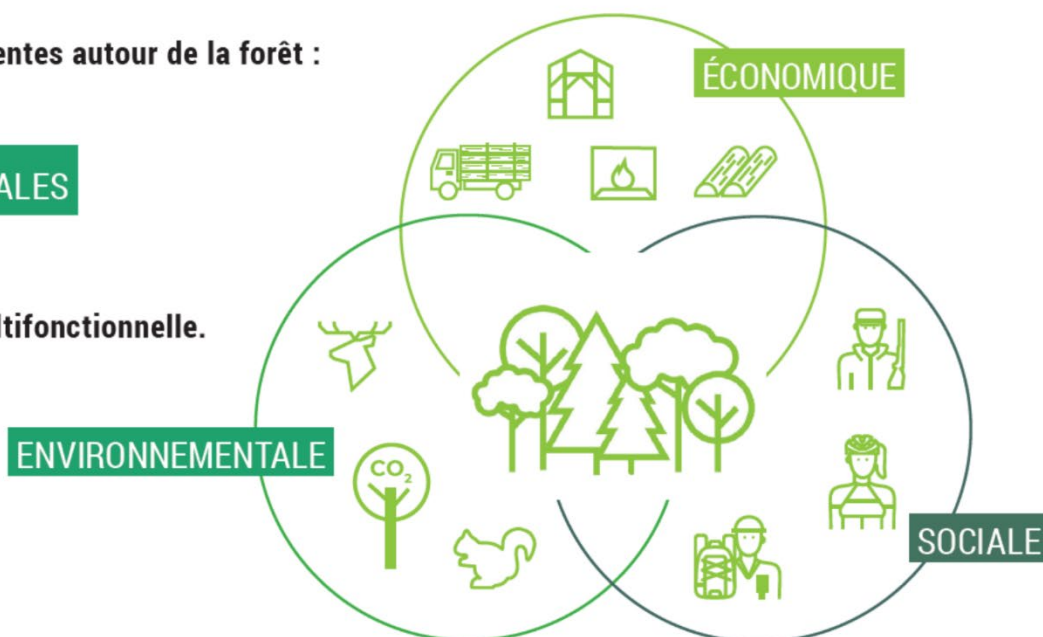 entes autour de la forêt :
ÉCONOMIQUE
ALES
ltifonctionnelle.
ENVIRONNEMENTALE
CO₂
SOCIALE